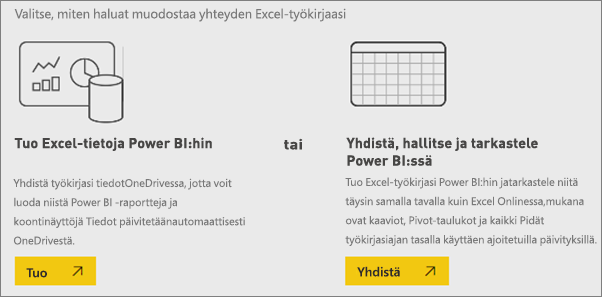 Valitse, miten haluat muodostaa yhteyden Excel-työkirjaasi
Tuo Excel-tietoja Power BI:hin
tai
Yhdistä, hallitse ja tarkastele
Power BI:ssä
Yhdistä työkirjasi tiedotOneDrivessa, jotta voit
luoda niistä Power BI -raportteja ja
koontinäyttöjä Tiedot päivitetäänautomaattisesti
OneDrivestä.
Tuo Excel-työkirjasi Power BI:hin jatarkastele niitä
täysin samalla tavalla kuin Excel Onlinessa,mukana
ovat kaaviot, Pivot-taulukot ja kaikki Pidät
työkirjasiajan tasalla käyttäen ajoitetuilla päivityksillä.
Tuo
Yhdistä